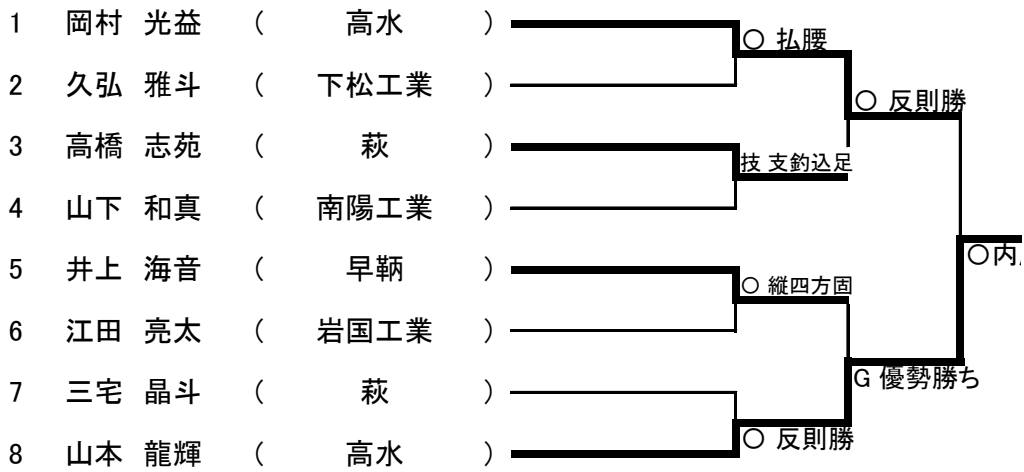 1 岡村 光益 ( 高水 )
○ 払腰
2 久弘 雅斗 ( 下松工業 )
○ 反則勝
3 高橋 志苑 ( 萩 )
技 支釣込足
4 山下 和真 ( 南陽工業 )
○内
5 井上 海音 ( 早鞆 )
○ 縦四方固
6 江田 亮太 ( 岩国工業 )
G 優勢勝ち
7 三宅 晶斗 ( 萩 )
○ 反則勝
8 山本 龍輝 ( 高水 )